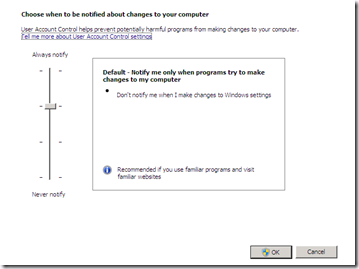 Choose when to be notified about changes to your computer
User Account Control helps prevent potentially harmful programs from making changes to your computer.
Tell me more about User Account Control settings
Always notify
Default - Notify me only when programs try to make
changes to my computer
Don't notify me when I make changes to Windows settings
Recommended if you use familiar programs and visit
familiar websites
Never notify
OK
Cancel